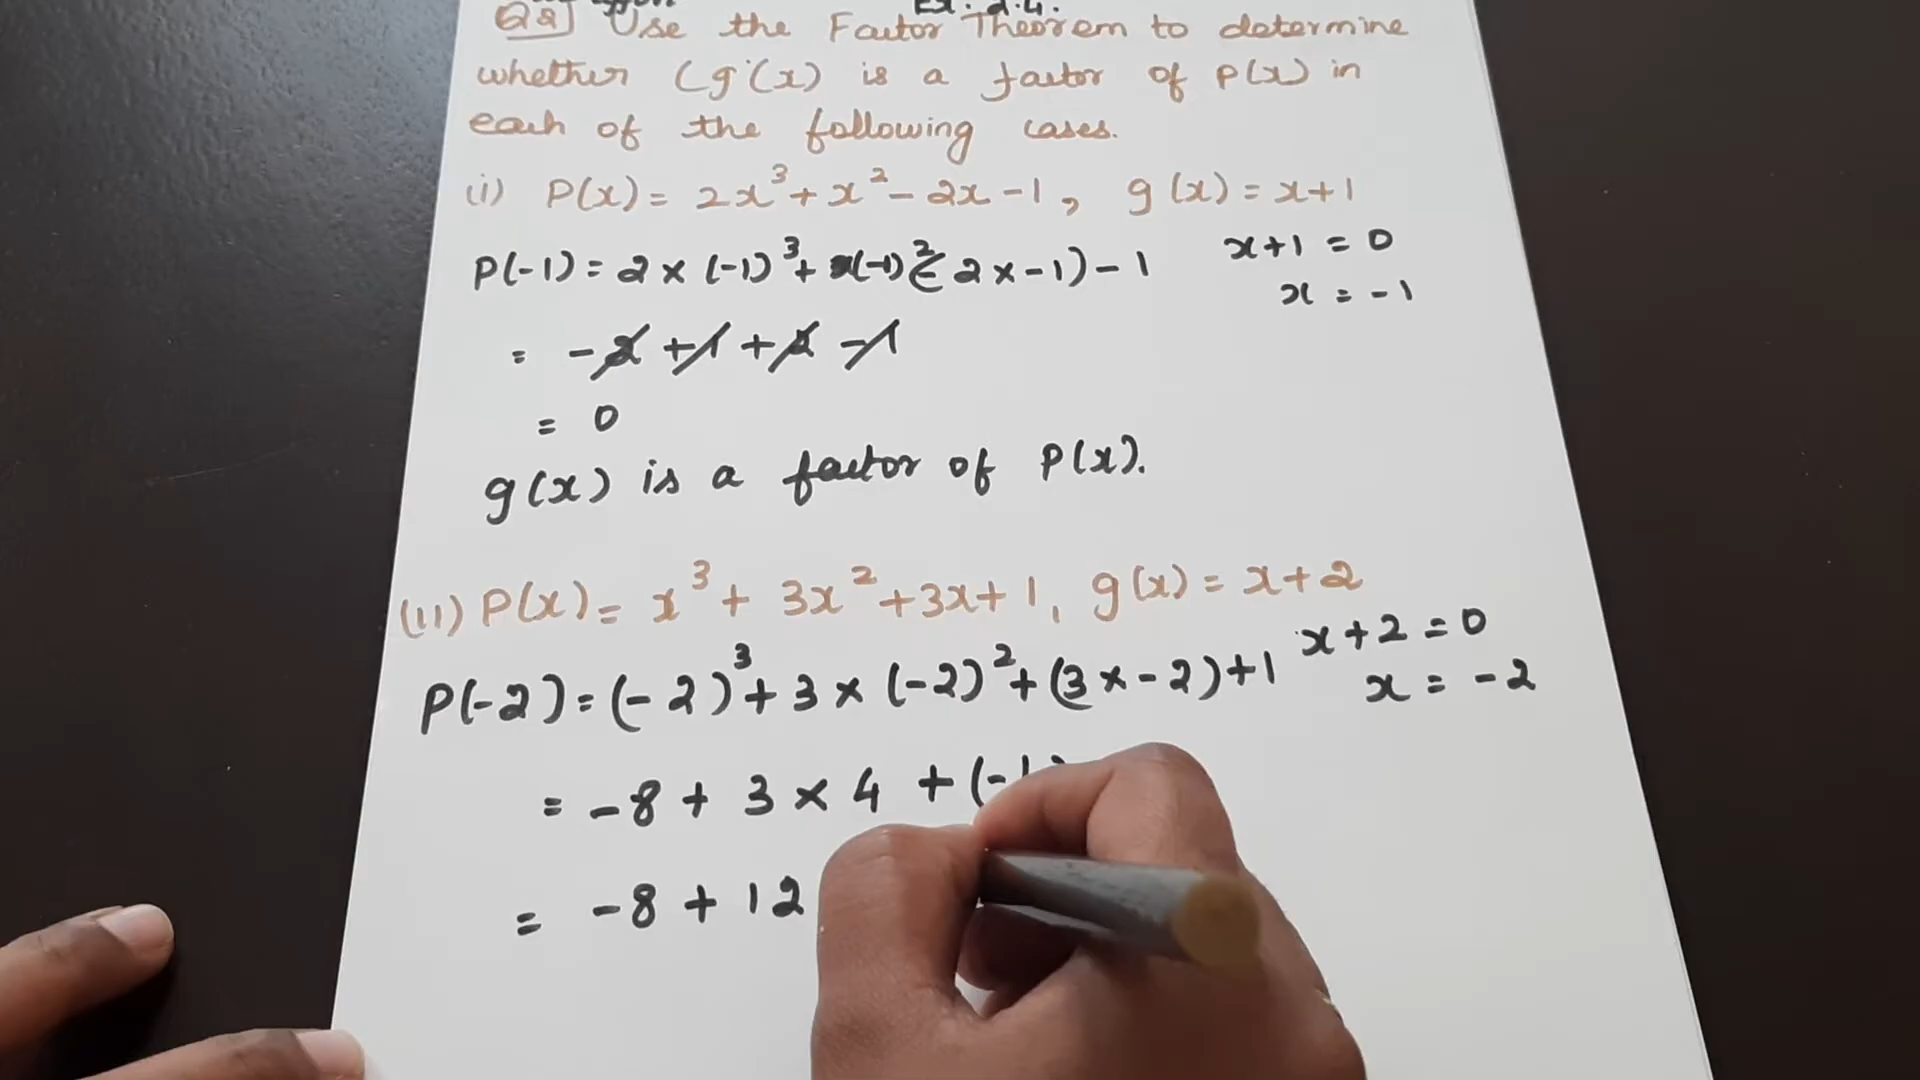 Q2] Use the Factor Theorem to determine
whether (g(x) is a factor of P(x) in
each of the following cases.
(i) P(x) = 2x³ + x² - 2x - 1, g(x) = x+1
P(-1) = 2 × (-1)³ + (-1)² - (2 × -1) - 1
x+1 = 0
x = -1
= -2 +1 +2 -1
= 0
g(x) is a factor of P(x).
(ii) P(x) = x³ + 3x² + 3x + 1, g(x) = x+2
P(-2) = (-2)³ + 3 × (-2)² + (3 × -2) + 1
x+2 = 0
x = -2
= -8 + 3 × 4 + (-
= -8 + 12